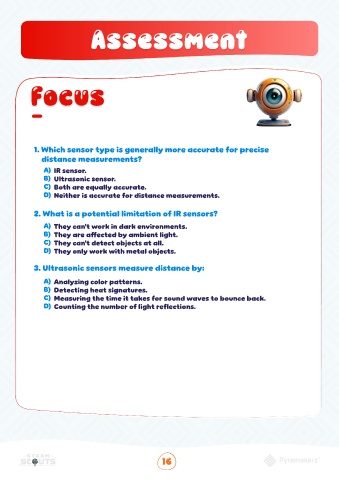 Assessment
Focus
1. Which sensor type is generally more accurate for precise
distance measurements?
A) IR sensor.
B) Ultrasonic sensor.
C) Both are equally accurate.
D) Neither is accurate for distance measurements.
2. What is a potential limitation of IR sensors?
A) They can't work in dark environments.
B) They are affected by ambient light.
C) They can't detect objects at all.
D) They only work with metal objects.
3. Ultrasonic sensors measure distance by:
A) Analyzing color patterns.
B) Detecting heat signatures.
C) Measuring the time it takes for sound waves to bounce back.
D) Counting the number of light reflections.
SCOUTS
16